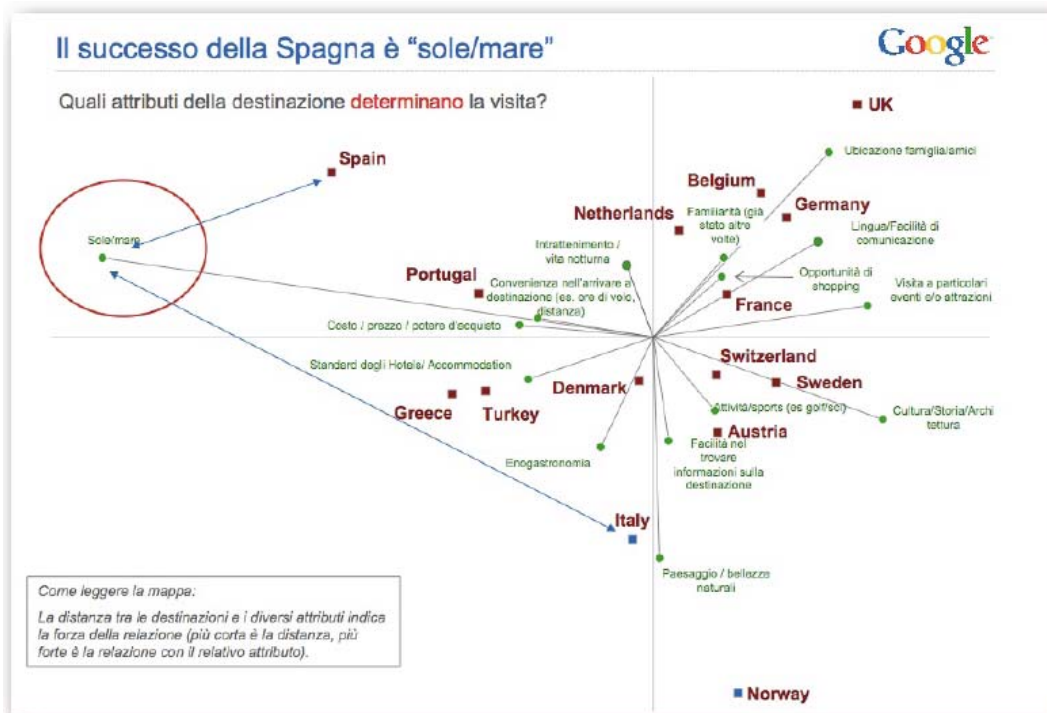 Il successo della Spagna è “sole/mare”
Google
Quali attributi della destinazione determinano la visita?
UK
Spain
Ubicazione famiglia/amici
Belgium
Germany
Netherlands
Familiarità (già
stato altre
volte)
Lingua/Facilità di
comunicazione
Sole/mare
Intrattenimento /
vita notturna
Opportunità di
shopping
Visita a particolari
eventi e/o attrazioni
Portugal
Convenienza nell'arrivare a
destinazione (es. ore di volo,
distanza)
France
Costo / prezzo / potere d'acquisto
Standard degli Hotels/ Accommodation
Switzerland
Denmark
Sweden
Greece
Turkey
Attività/sports (es golf/sci)
Cultura/Storia/Archi
tettura
Austria
Enogastronomia
Facilità nel
trovare
informazioni sulla
destinazione
Italy
Paesaggio / bellezze
naturali
Come leggere la mappa:
La distanza tra le destinazioni e i diversi attributi indica
la forza della relazione (più corta è la distanza, più
forte è la relazione con il relativo attributo).
Norway